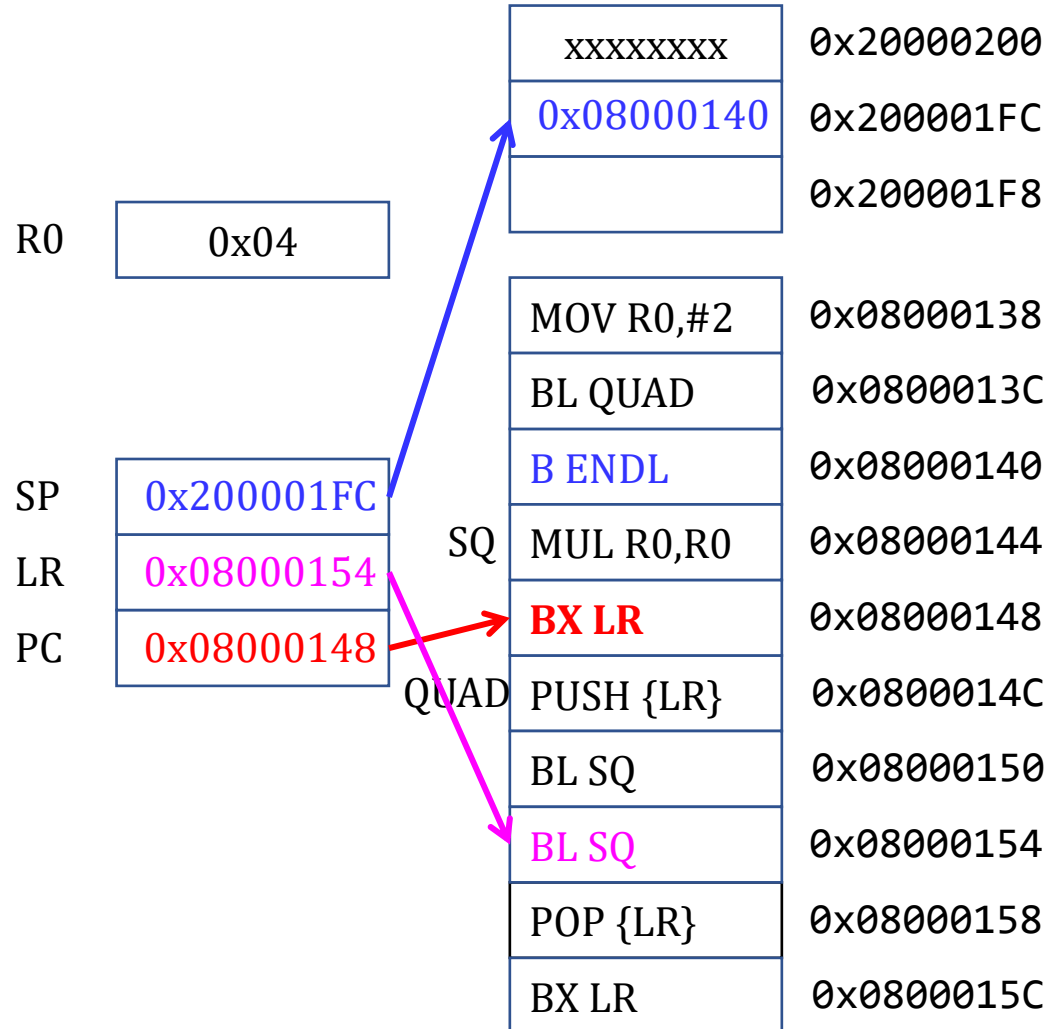 xxxxxxxx 0x20000200
0x08000140 0x200001FC
0x200001F8
R0 0x04
MOV R0,#2 0x08000138
BL QUAD 0x0800013C
B ENDL 0x08000140
SP 0x200001FC
SQ MUL R0,R0 0x08000144
LR 0x08000154
BX LR 0x08000148
PC 0x08000148
QUAD PUSH {LR} 0x0800014C
BL SQ 0x08000150
BL SQ 0x08000154
POP {LR} 0x08000158
BX LR 0x0800015C